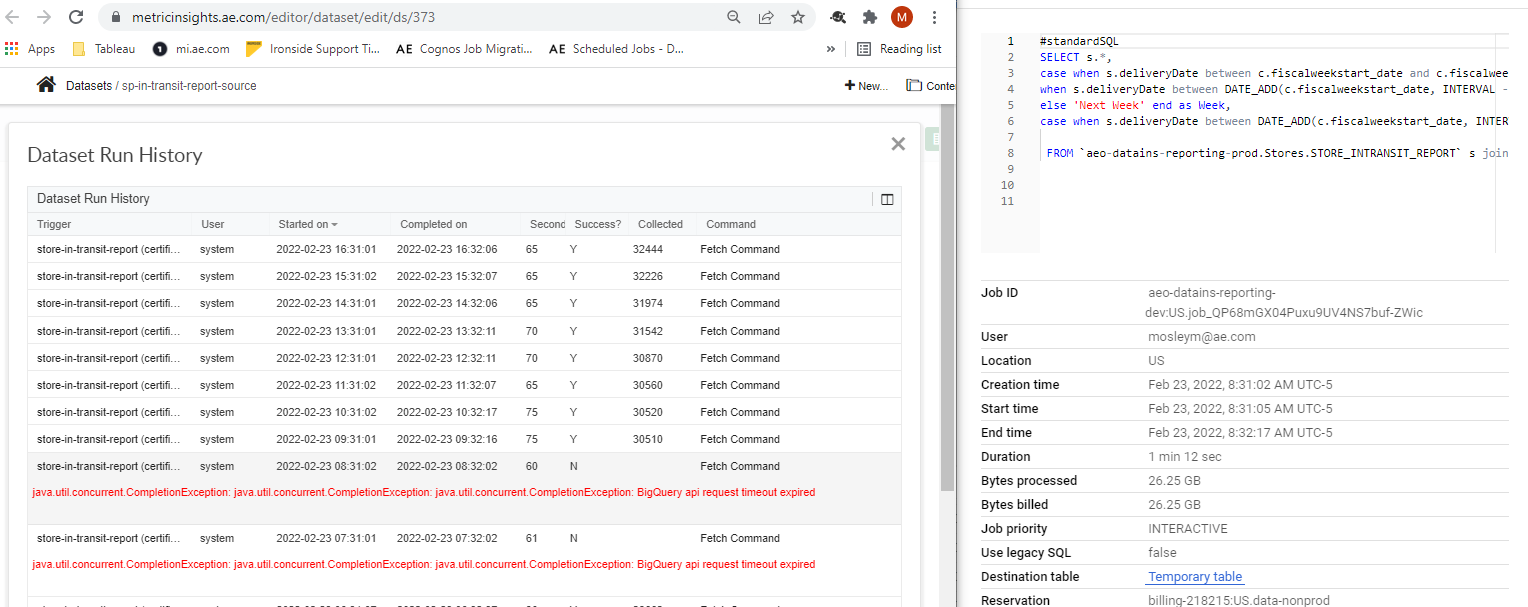 metricinsights.ae.com/editor/dataset/edit/ds/373
M
Apps
Tableau
1 mi.ae.com
Ironside Support Ti...
AE Cognos Job Migrati...
AE Scheduled Jobs - D...
»
Reading list
Datasets / sp-in-transit-report-source
+ New...
Conte
Dataset Run History
Dataset Run History
Trigger User Started on Completed on Second Success? Collected Command
store-in-transit-report (certifi... system 2022-02-23 16:31:01 2022-02-23 16:32:06 65 Y 32444 Fetch Command
store-in-transit-report (certifi... system 2022-02-23 15:31:02 2022-02-23 15:32:07 65 Y 32226 Fetch Command
store-in-transit-report (certifi... system 2022-02-23 14:31:01 2022-02-23 14:32:06 65 Y 31974 Fetch Command
store-in-transit-report (certifi... system 2022-02-23 13:31:01 2022-02-23 13:32:11 70 Y 31542 Fetch Command
store-in-transit-report (certifi... system 2022-02-23 12:31:01 2022-02-23 12:32:11 70 Y 30870 Fetch Command
store-in-transit-report (certifi... system 2022-02-23 11:31:02 2022-02-23 11:32:07 65 Y 30560 Fetch Command
store-in-transit-report (certifi... system 2022-02-23 10:31:02 2022-02-23 10:32:17 75 Y 30520 Fetch Command
store-in-transit-report (certifi... system 2022-02-23 09:31:01 2022-02-23 09:32:16 75 Y 30510 Fetch Command
store-in-transit-report (certifi... system 2022-02-23 08:31:02 2022-02-23 08:32:02 60 N Fetch Command
java.util.concurrent.CompletionException: java.util.concurrent.CompletionException: java.util.concurrent.CompletionException: BigQuery api request timeout expired
store-in-transit-report (certifi... system 2022-02-23 07:31:01 2022-02-23 07:32:02 61 N Fetch Command
java.util.concurrent.CompletionException: java.util.concurrent.CompletionException: java.util.concurrent.CompletionException: BigQuery api request timeout expired
1 #standardSQL
2 SELECT s.*,
3 case when s.deliveryDate between c.fiscalweekstart_date and c.fiscalwee
4 when s.deliveryDate between DATE_ADD(c.fiscalweekstart_date, INTERVAL -
5 else 'Next Week' end as Week,
6 case when s.deliveryDate between DATE_ADD(c.fiscalweekstart_date, INTER
7
8 FROM `aeo-datains-reporting-prod.Stores.STORE_INTRANSIT_REPORT` s join
9
10
11
Job ID aeo-datains-reporting-
dev:US.job_QP68mGX04Puxu9UV4NS7buf-ZWic
User mosleym@ae.com
Location US
Creation time Feb 23, 2022, 8:31:02 AM UTC-5
Start time Feb 23, 2022, 8:31:05 AM UTC-5
End time Feb 23, 2022, 8:32:17 AM UTC-5
Duration 1 min 12 sec
Bytes processed 26.25 GB
Bytes billed 26.25 GB
Job priority INTERACTIVE
Use legacy SQL false
Destination table Temporary table
Reservation billing-218215:US.data-nonprod